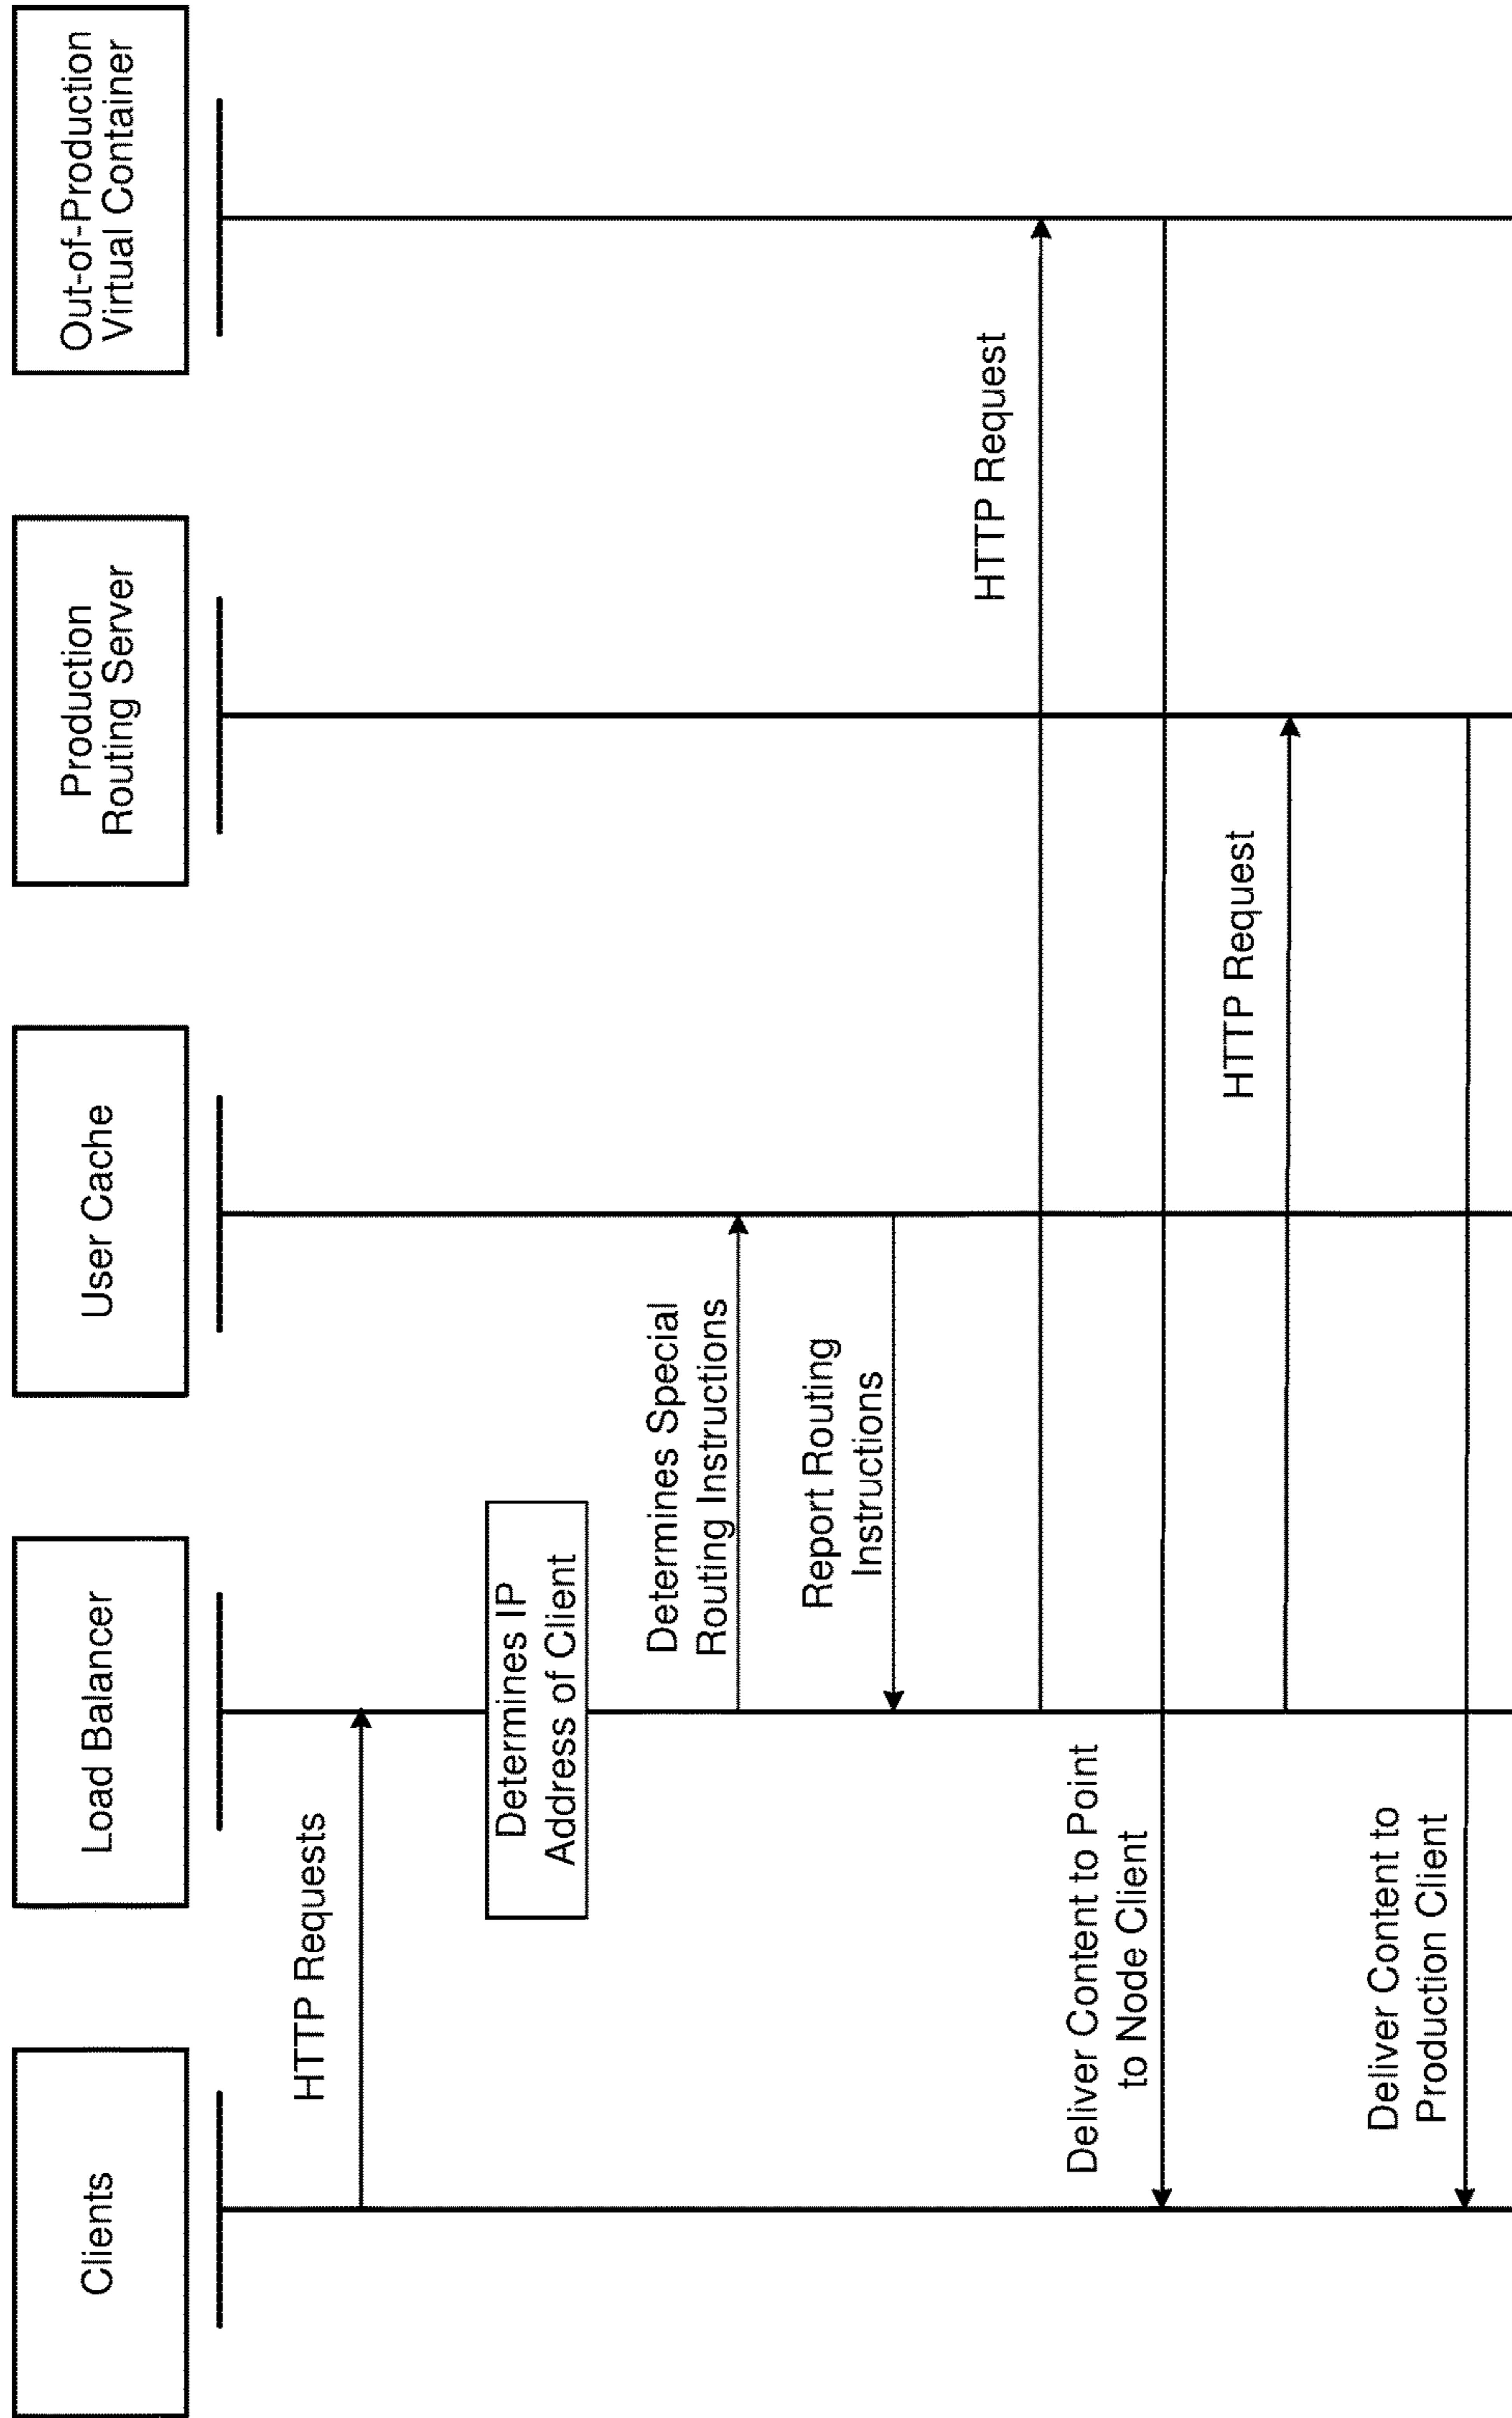 Clients
Load Balancer
User Cache
Production
Routing Server
Out-of-Production
Virtual Container
HTTP Requests
Determines IP
Address of Client
Determines Special
Routing Instructions
Report Routing
Instructions
HTTP Request
Deliver Content to Point
to Node Client
HTTP Request
Deliver Content to
Production Client